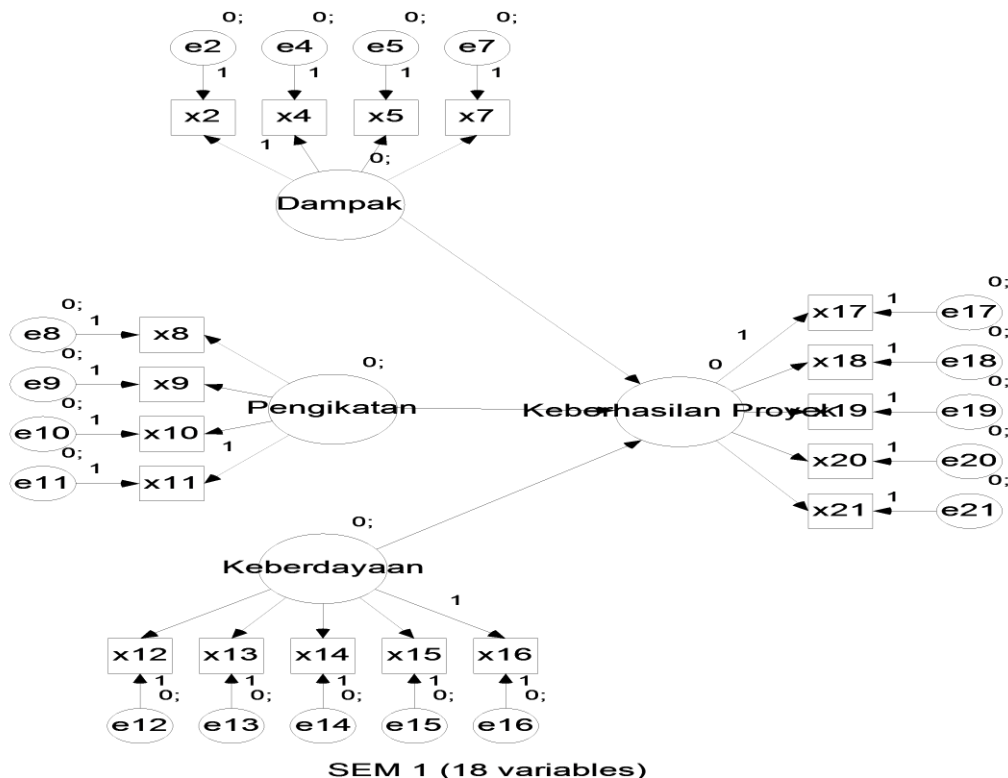 0; 0; 0; 0;
e2 e4 e5 e7
1 1 1 1
x2 x4 x5 x7
1 0;
Dampak
0;
e8 1 x8
0;
e9 1 x9
0;
e10 1 x10
0;
e11 1 x11
0;
Pengikatan
1
0
Keberhasilan Proyek
1
0;
x17 1 e17
0;
x18 1 e18
0;
x19 1 e19
0;
x20 1 e20
0;
x21 1 e21
0;
Keberdayaan
1
x12 x13 x14 x15 x16
1 1 1 1 1
0; 0; 0; 0; 0;
e12 e13 e14 e15 e16
SEM 1 (18 variables)